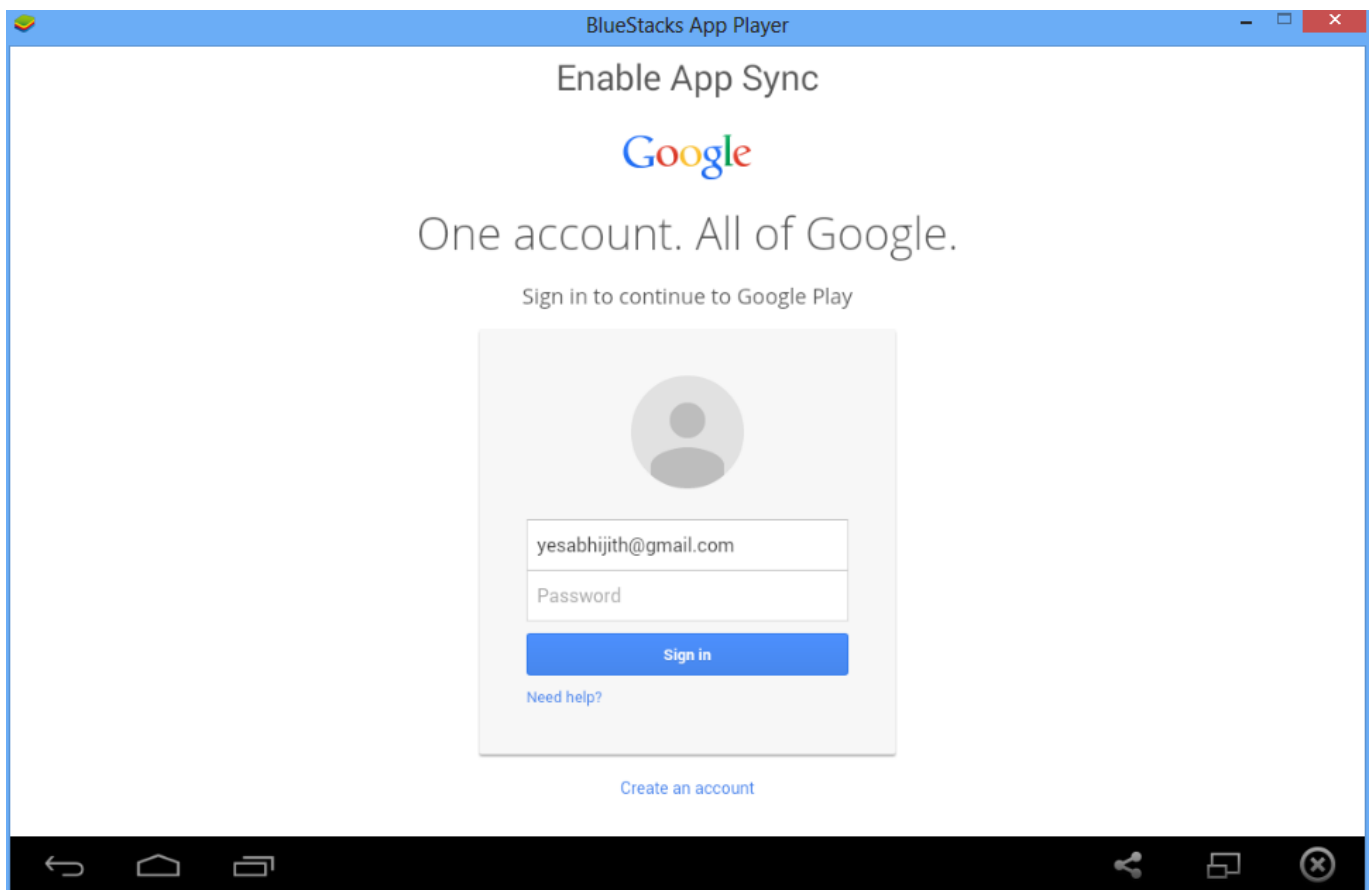 BlueStacks App Player
Enable App Sync
Google
One account. All of Google.
Sign in to continue to Google Play
yesabhijith@gmail.com
Password
Sign in
Need help?
Create an account